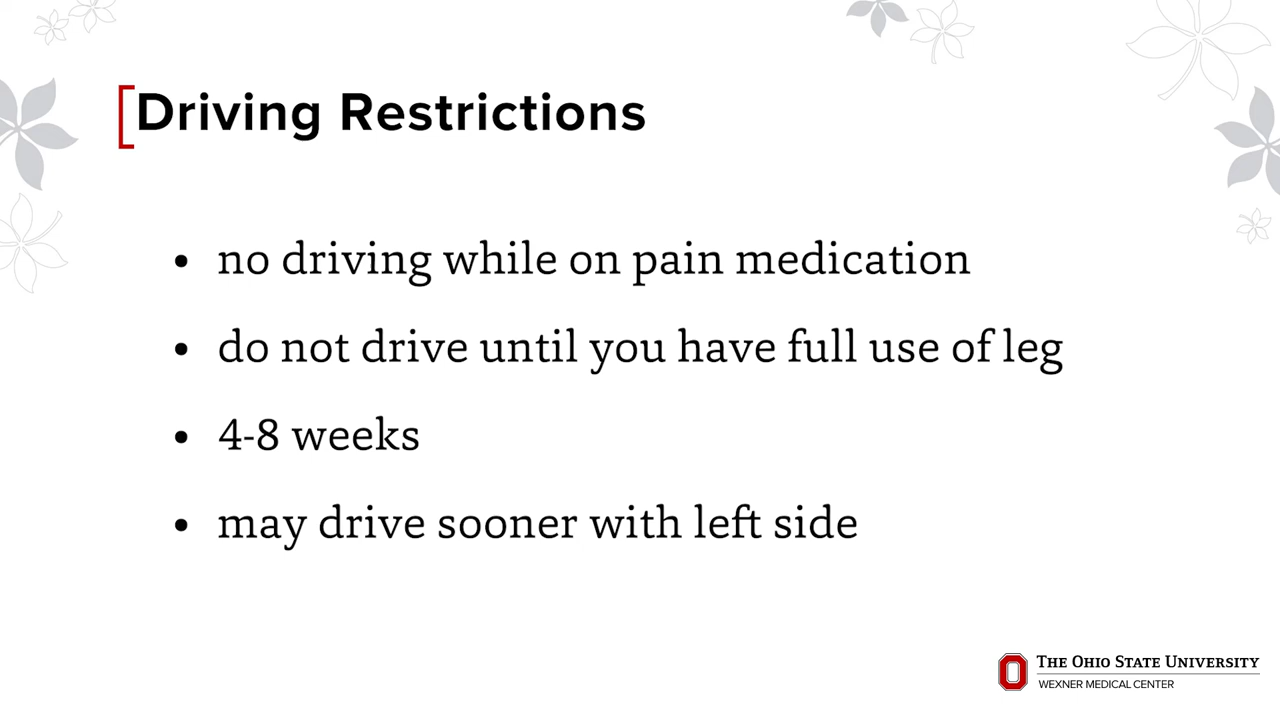 Driving Restrictions
• no driving while on pain medication
• do not drive until you have full use of leg
• 4-8 weeks
• may drive sooner with left side
THE OHIO STATE UNIVERSITY
WEXNER MEDICAL CENTER